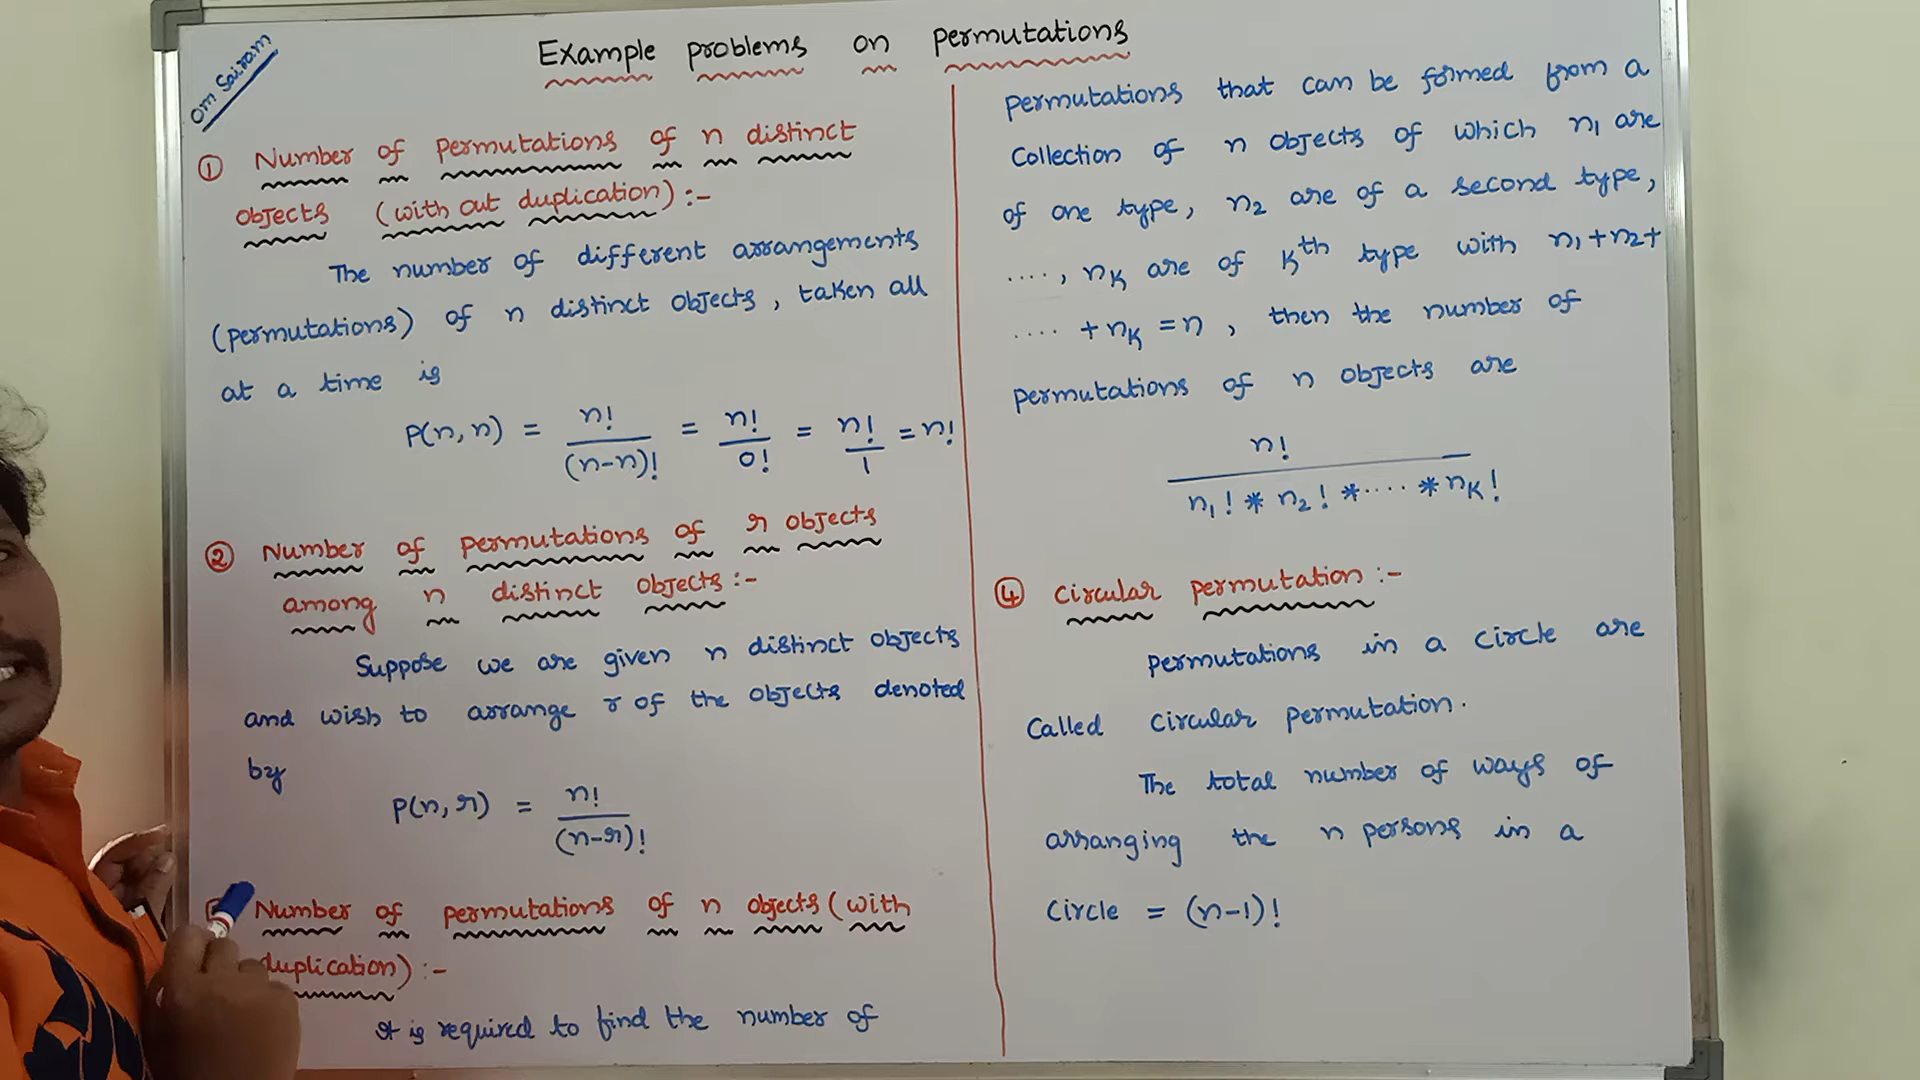 Om Sairam
Example problems on permutations
① Number of permutations of n distinct
objects (with out duplication) :-
The number of different arrangements
(permutations) of n distinct objects, taken all
at a time is
P(n, n) = n! / (n-n)! = n! / 0! = n! / 1 = n!
② Number of permutations of r objects
among n distinct objects :-
Suppose we are given n distinct objects
and wish to arrange r of the objects denoted
by
P(n, r) = n! / (n-r)!
Number of permutations of n objects (with
duplication) :-
It is required to find the number of
permutations that can be formed from a
collection of n objects of which n₁ are
of one type, n₂ are of a second type,
...., nₖ are of kᵗʰ type with n₁+n₂+
.... + nₖ = n, then the number of
permutations of n objects are
n! / n₁! * n₂! * .... * nₖ!
④ Circular permutation :-
permutations in a circle are
called circular permutation.
The total number of ways of
arranging the n persons in a
circle = (n-1)!